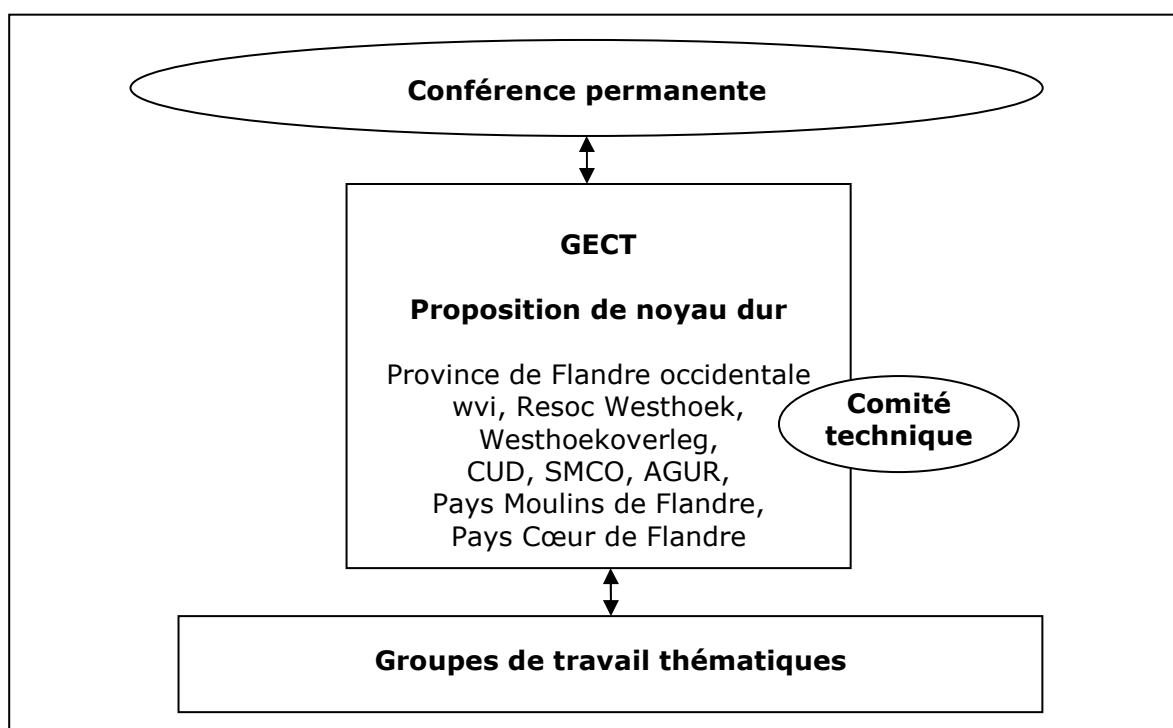 Conférence permanente
GECT
Proposition de noyau dur
Province de Flandre occidentale
wvi, Resoc Westhoek,
Westhoekoverleg,
CUD, SMCO, AGUR,
Pays Moulins de Flandre,
Pays Cœur de Flandre
Comité
technique
Groupes de travail thématiques